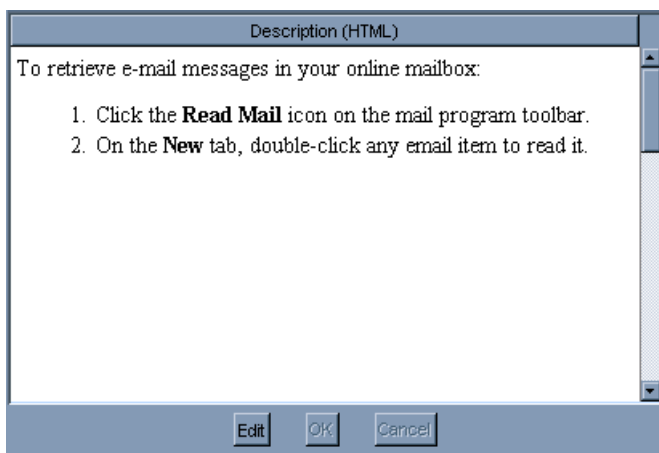 Description (HTML)
To retrieve e-mail messages in your online mailbox:
1. Click the Read Mail icon on the mail program toolbar.
2. On the New tab, double-click any email item to read it.
Edit OK Cancel